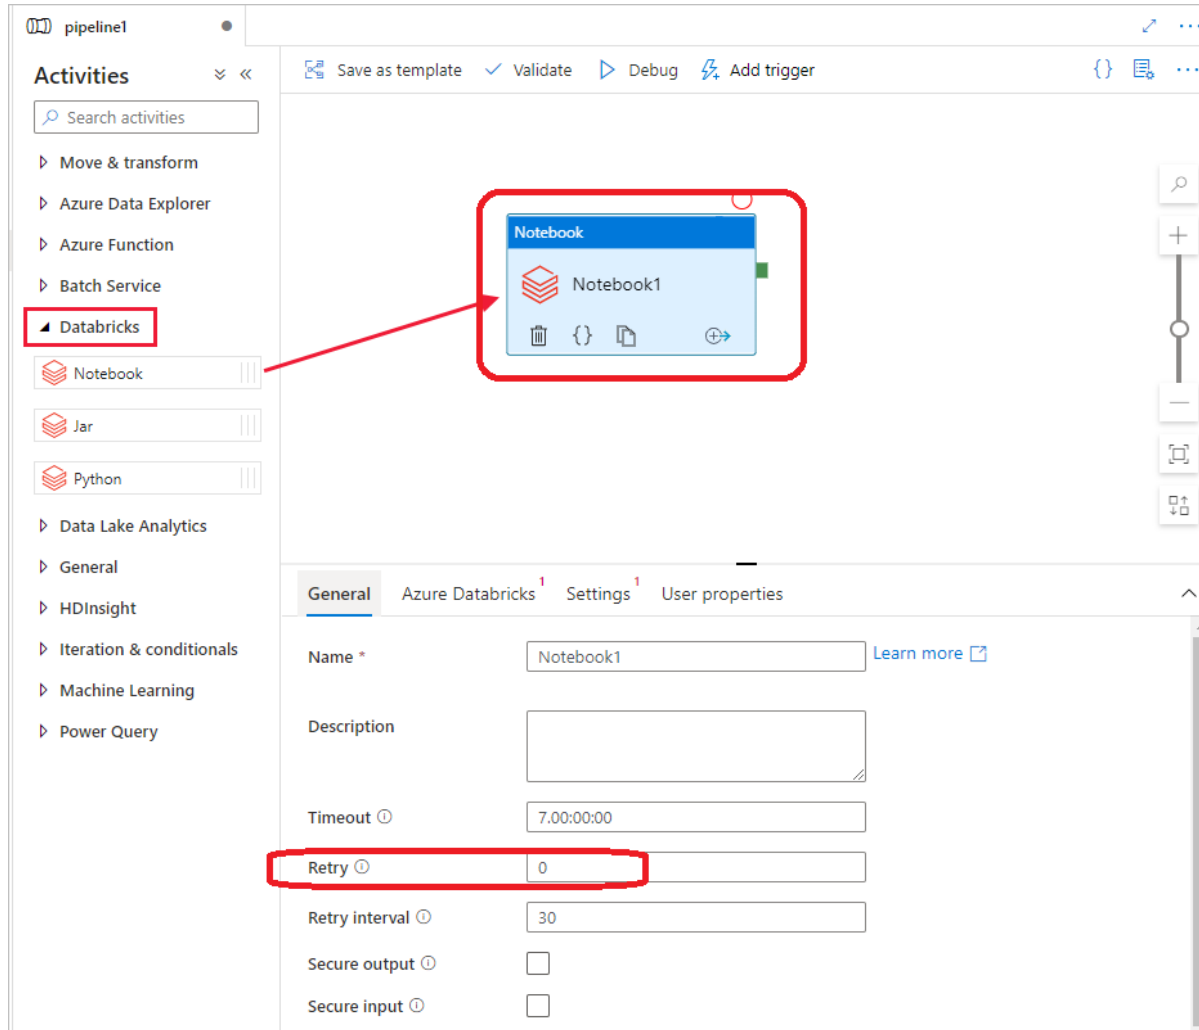 pipeline1
Activities
Search activities
Move & transform
Azure Data Explorer
Azure Function
Batch Service
Databricks
Notebook
Jar
Python
Data Lake Analytics
General
HDInsight
Iteration & conditionals
Machine Learning
Power Query
Save as template Validate Debug Add trigger
Notebook
Notebook1
General Azure Databricks 1 Settings 1 User properties
Name * Notebook1 Learn more
Description
Timeout 7.00:00:00
Retry 0
Retry interval 30
Secure output
Secure input